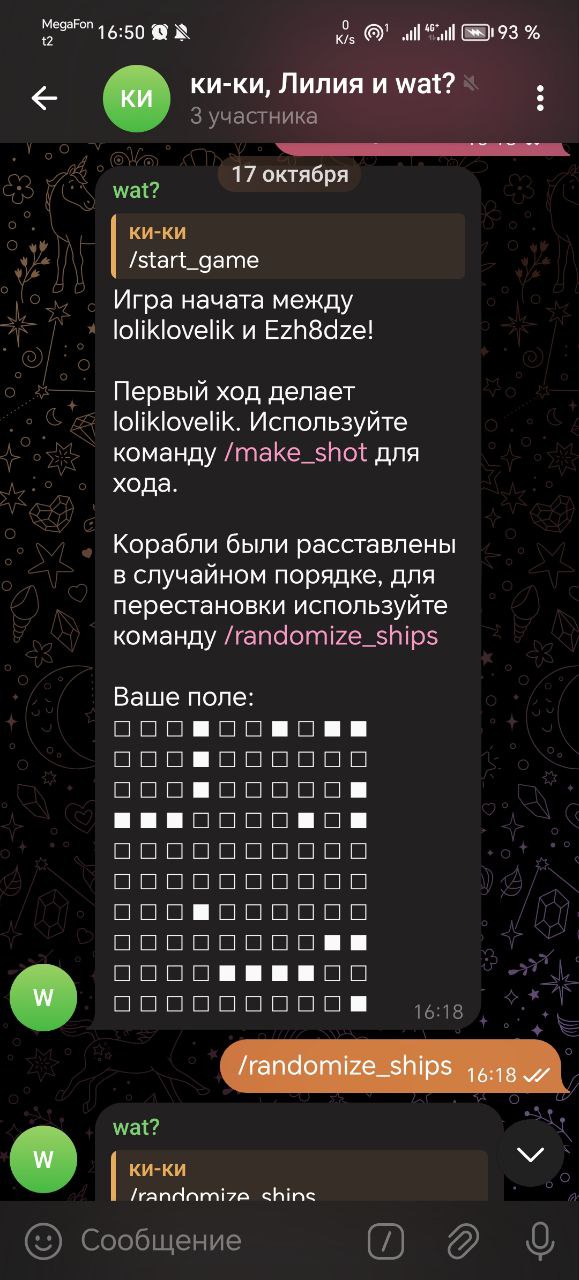 MegaFon
t2
16:50
0
K/s
1
4G+
93 %
ки
ки-ки, Лилия и wat?
3 участника
17 октября
wat?
ки-ки
/start_game
Игра начата между
loliklovelik и Ezh8dze!
Первый ход делает
loliklovelik. Используйте
команду /make_shot для
хода.
Корабли были расставлены
в случайном порядке, для
перестановки используйте
команду /randomize_ships
Ваше поле:
□ □ □ ■ □ □ ■ □ ■ ■
□ □ □ ■ □ □ □ □ □ □
□ □ □ ■ □ □ □ □ □ ■
■ ■ ■ □ □ □ □ ■ □ ■
□ □ □ □ □ □ □ □ □ □
□ □ □ □ □ □ □ □ □ □
□ □ □ ■ □ □ □ □ □ □
□ □ □ □ □ □ □ □ ■ ■
□ □ □ □ ■ ■ ■ ■ □ □
□ □ □ □ □ □ □ □ □ ■
16:18
W
/randomize_ships 16:18
wat?
W
ки-ки
/randomize_ships
Сообщение